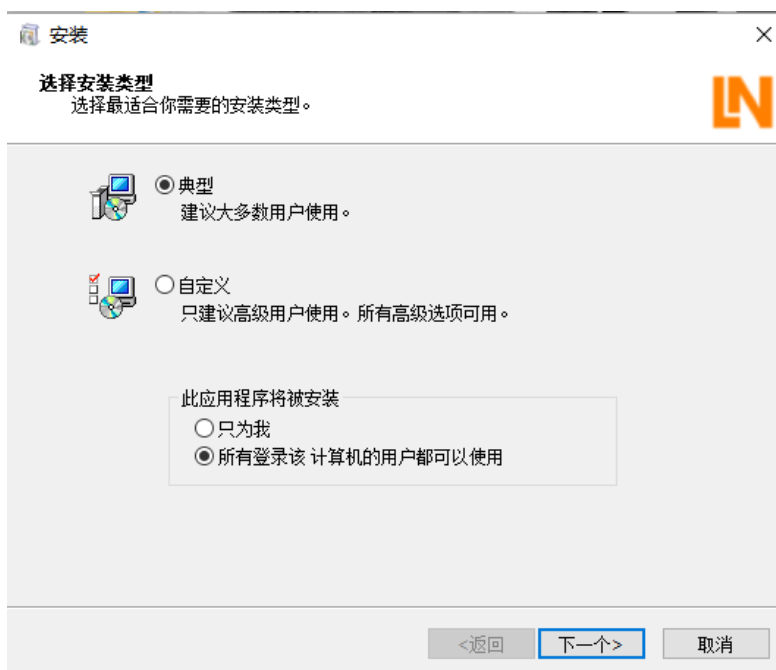 安装
选择安装类型
选择最适合你需要的安装类型。
LN
典型
建议大多数用户使用。
自定义
只建议高级用户使用。所有高级选项可用。
此应用程序将被安装
只为我
所有登录该 计算机的用户都可以使用
<返回
下一个>
取消